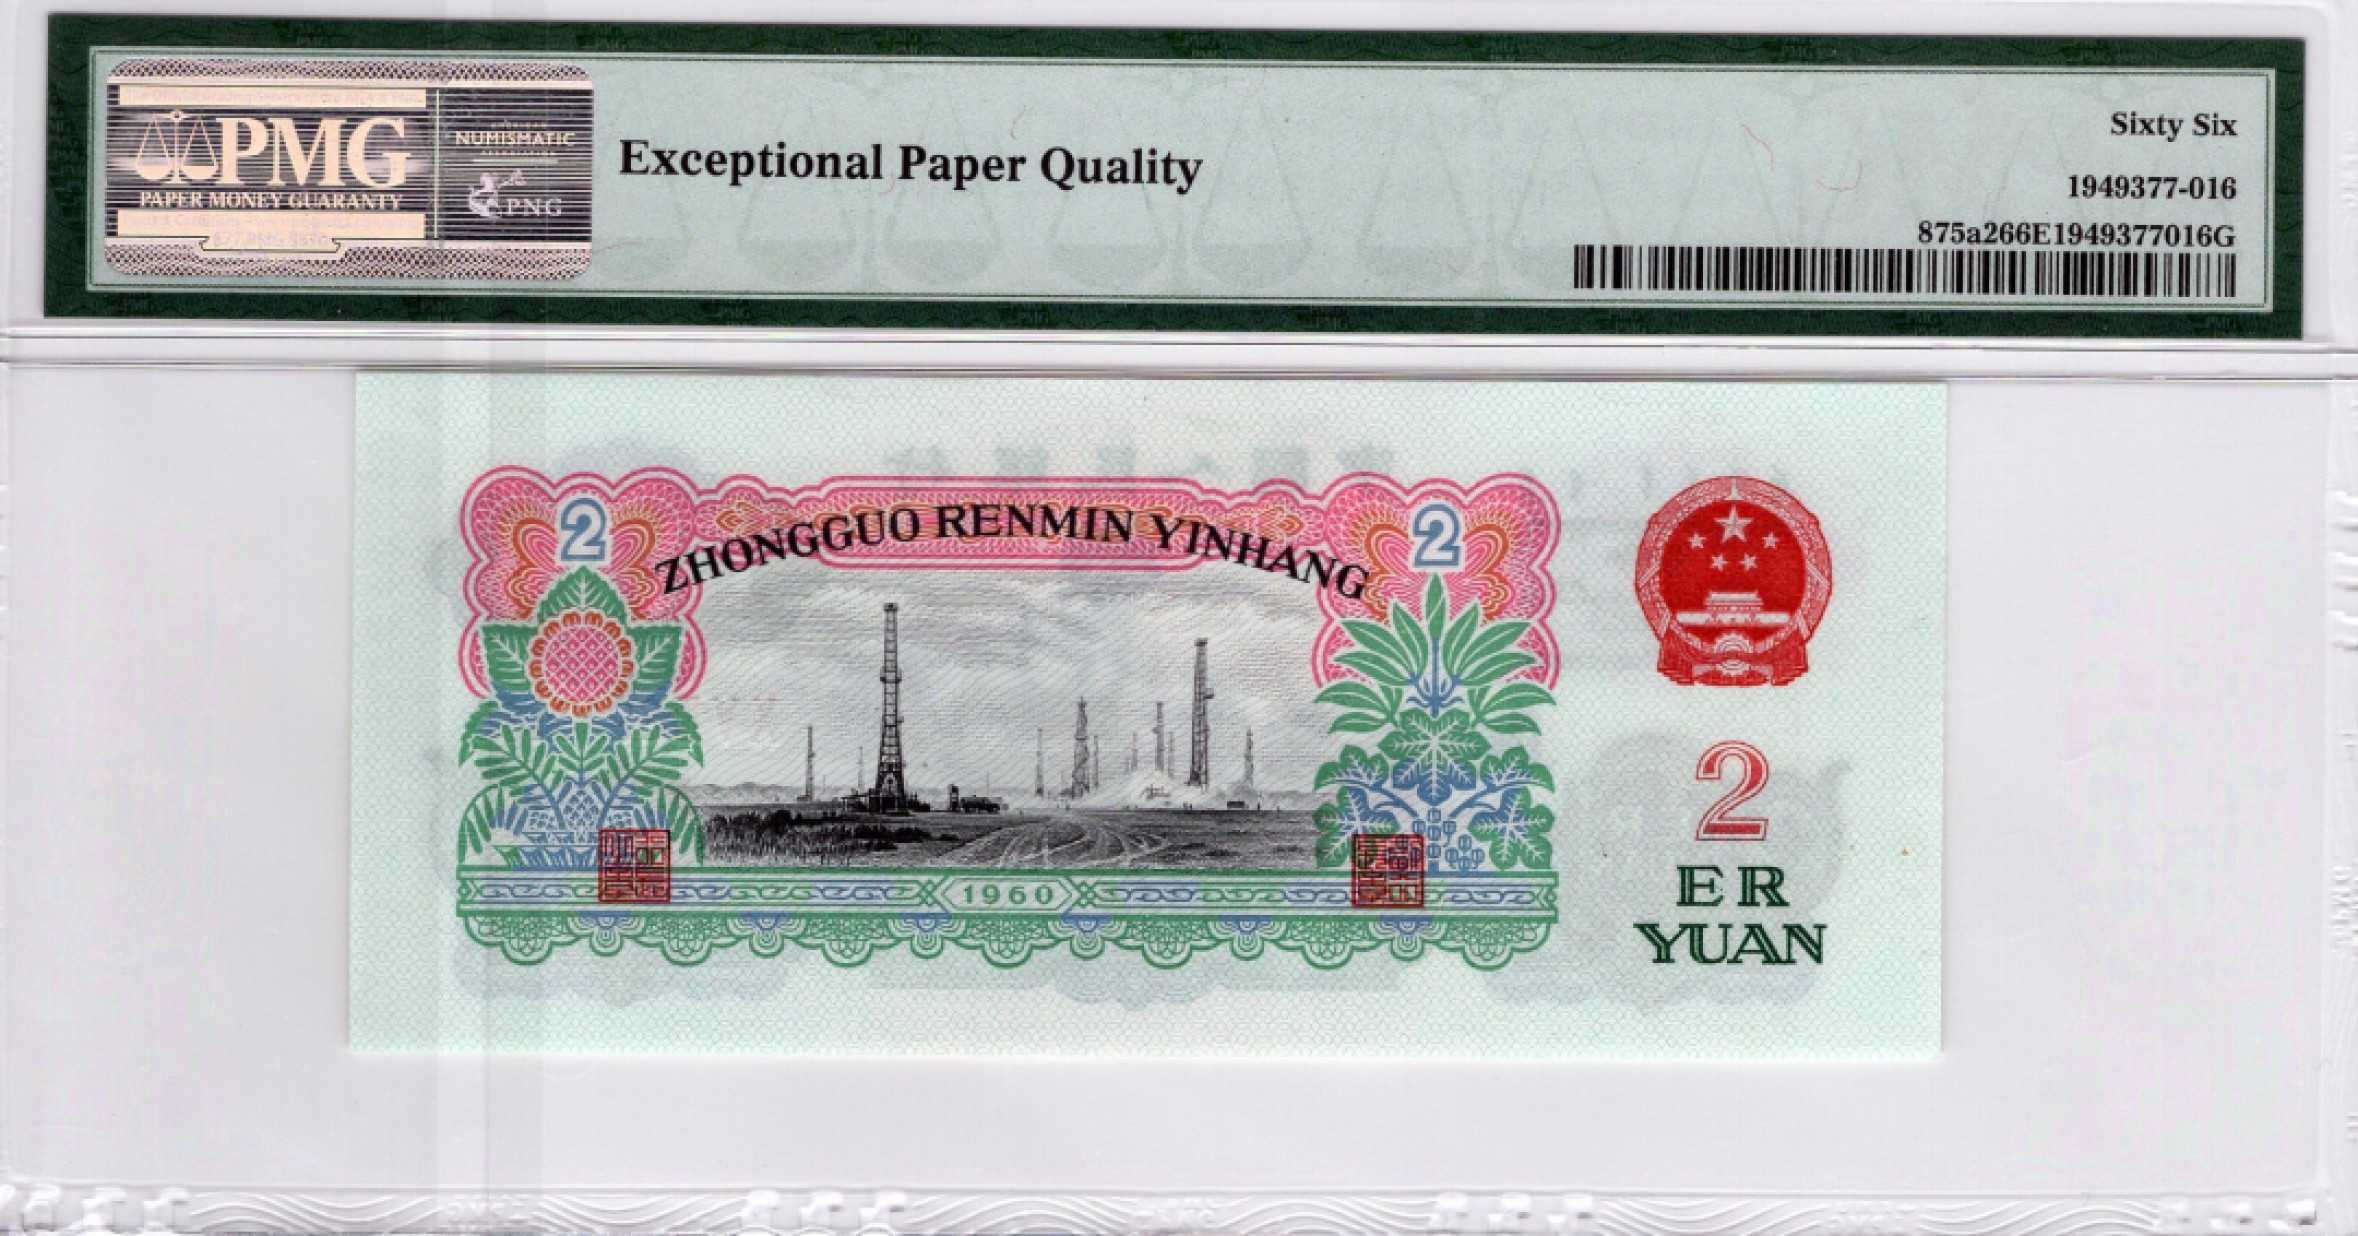 PMG
PAPER MONEY GUARANTY
NUMISMATIC
PNG
Exceptional Paper Quality
Sixty Six
1949377-016
875a266E1949377016G
2
2
ZHONGGUO RENMIN YINHANG
1960
2
ER
YUAN